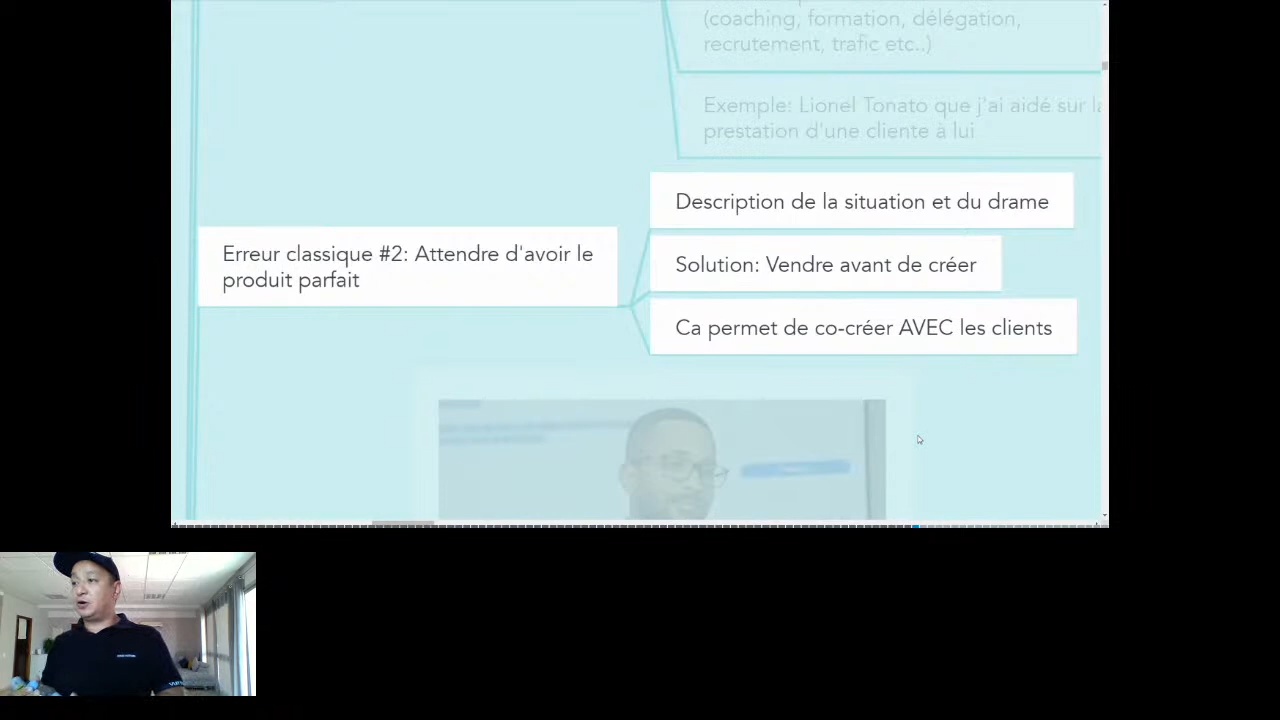 (coaching, formation, délégation,
recrutement, trafic etc..)
Exemple: Lionel Tonato que j'ai aidé sur la
prestation d'une cliente à lui
Description de la situation et du drame
Erreur classique #2: Attendre d'avoir le
produit parfait
Solution: Vendre avant de créer
Ca permet de co-créer AVEC les clients